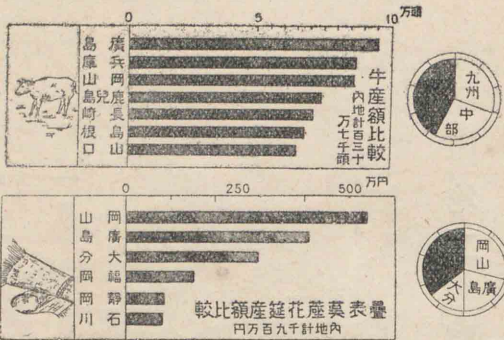 0 5 10万頭
廣島
兵庫
岡山
鹿兒島
長崎
島根
山口
牛産額比較
内地計百三十
万七千頭
九州
中部
0 250 500万円
岡山
廣島
大分
福岡
静岡
石川
疊表茣蓙花莚産額比較
内地計千九百万円
岡山
廣島
大分